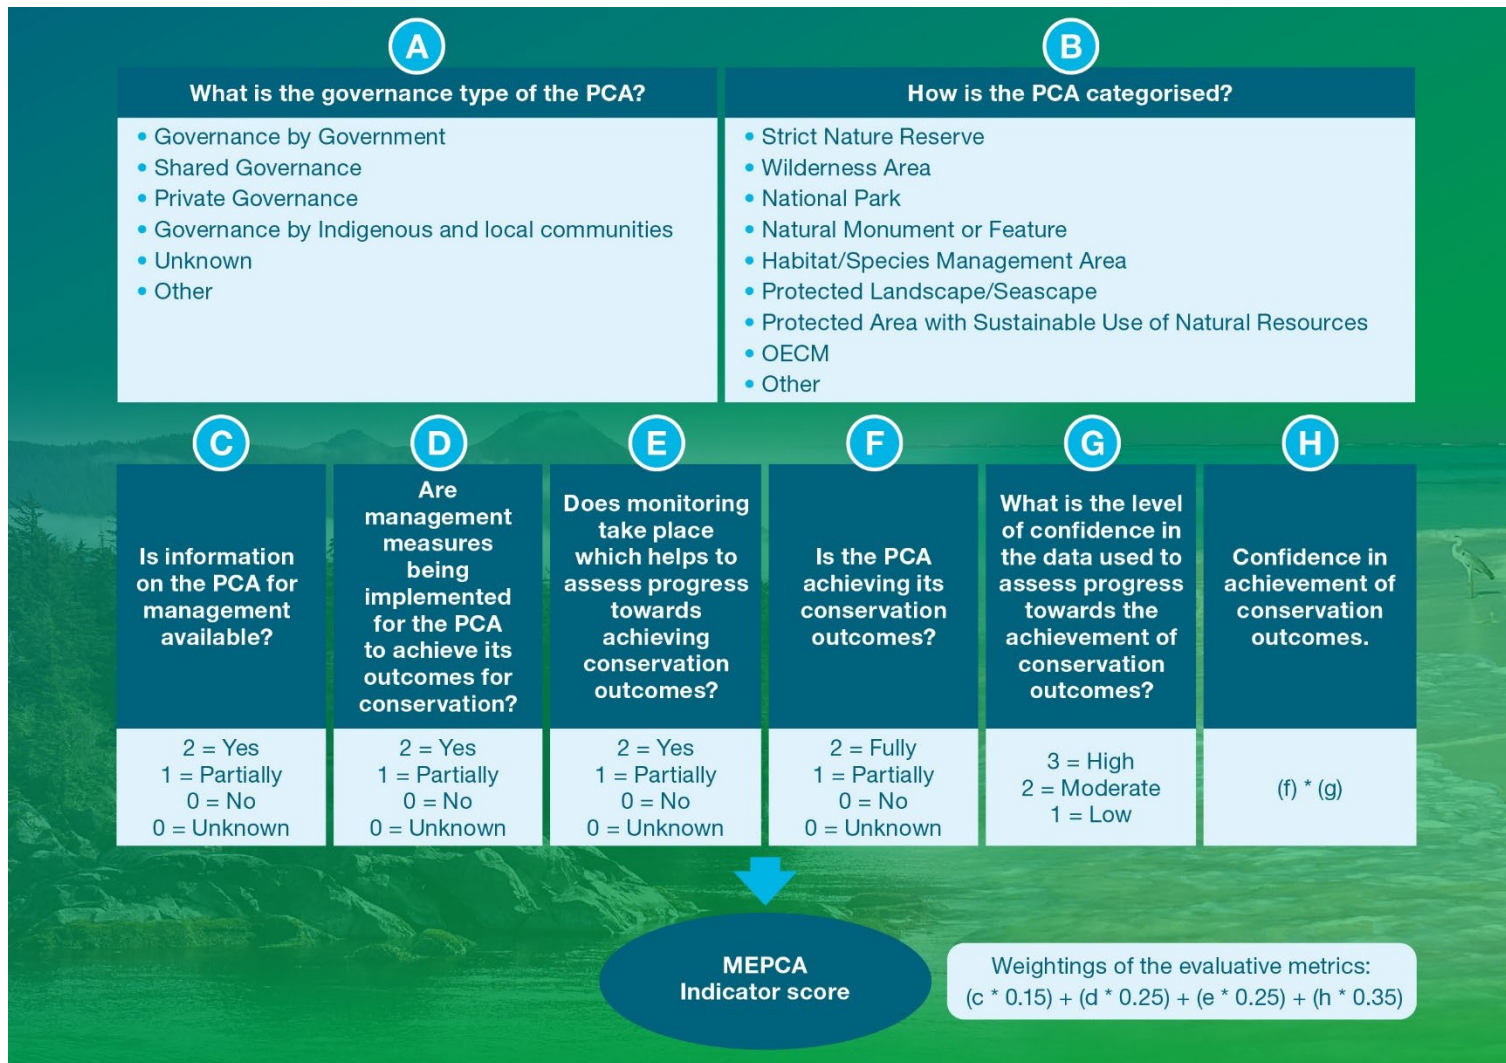 A
What is the governance type of the PCA?
• Governance by Government
• Shared Governance
• Private Governance
• Governance by Indigenous and local communities
• Unknown
• Other
B
How is the PCA categorised?
• Strict Nature Reserve
• Wilderness Area
• National Park
• Natural Monument or Feature
• Habitat/Species Management Area
• Protected Landscape/Seascape
• Protected Area with Sustainable Use of Natural Resources
• OECM
• Other
C
Is information
on the PCA for
management
available?
2 = Yes
1 = Partially
0 = No
0 = Unknown
D
Are
management
measures
being
implemented
for the PCA
to achieve its
outcomes for
conservation?
2 = Yes
1 = Partially
0 = No
0 = Unknown
E
Does monitoring
take place
which helps to
assess progress
towards
achieving
conservation
outcomes?
2 = Yes
1 = Partially
0 = No
0 = Unknown
F
Is the PCA
achieving its
conservation
outcomes?
2 = Fully
1 = Partially
0 = No
0 = Unknown
G
What is the level
of confidence in
the data used to
assess progress
towards the
achievement of
conservation
outcomes?
3 = High
2 = Moderate
1 = Low
H
Confidence in
achievement of
conservation
outcomes.
(f) * (g)
MEPCA
Indicator score
Weightings of the evaluative metrics:
(c * 0.15) + (d * 0.25) + (e * 0.25) + (h * 0.35)